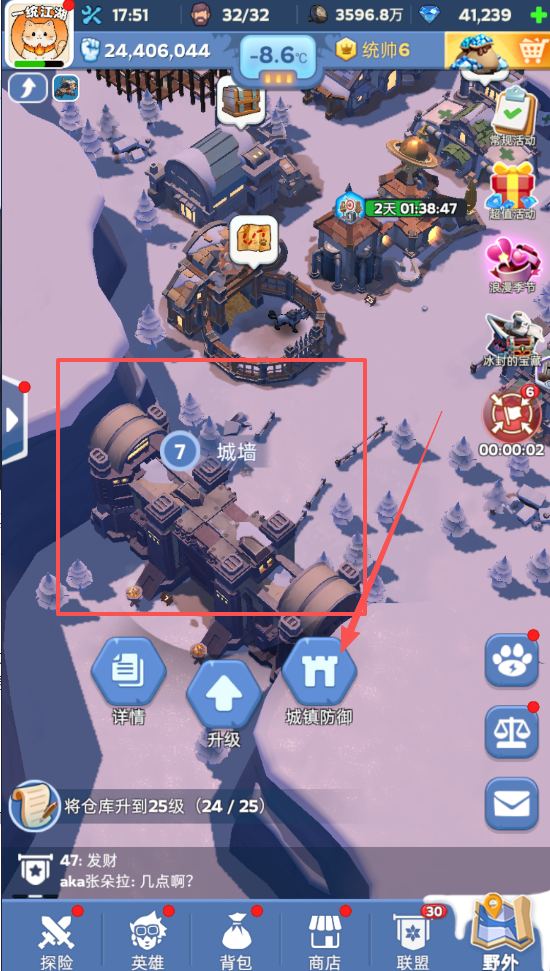 一统江湖
17:51
32/32
3596.8万
41,239
24,406,044
-8.6℃
统帅6
常规活动
2天 01:38:47
超值活动
浪漫季节
冰封的宝藏
6
00:00:02
7 城墙
详情
升级
城镇防御
将仓库升到25级（24 / 25）
47: 发财
aka张朵拉: 几点啊?
30
探险
英雄
背包
商店
联盟
野外